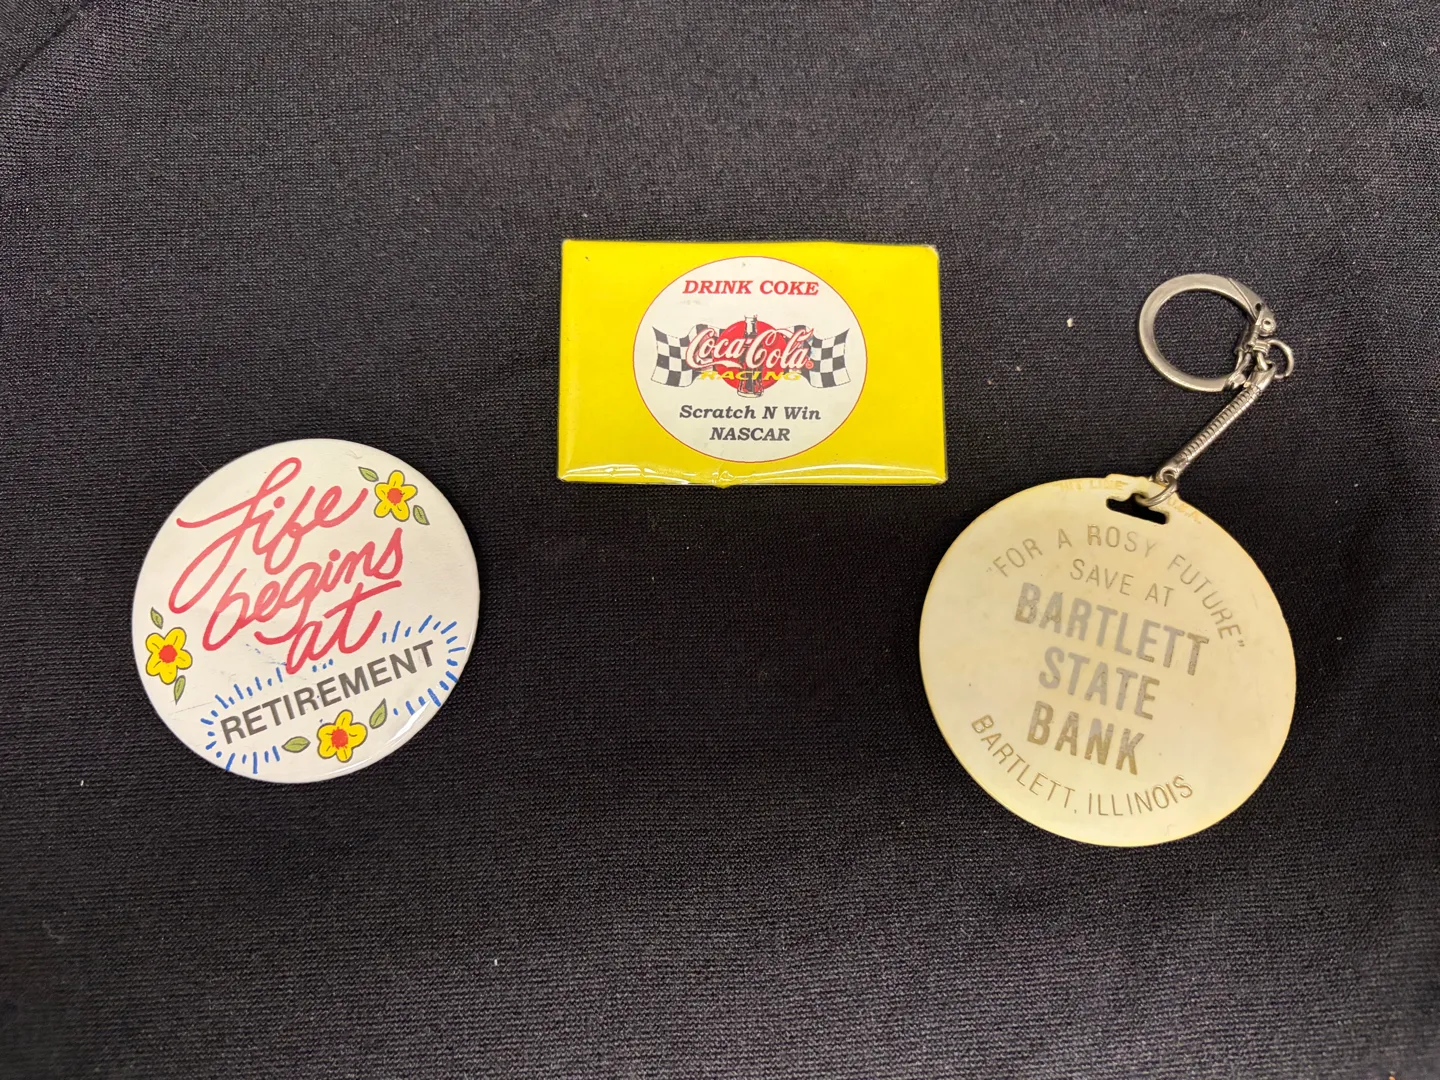 Life
begins
at
RETIREMENT
DRINK COKE
Coca-Cola
RACING
Scratch N Win
NASCAR
"FOR A ROSY FUTURE"
SAVE AT
BARTLETT
STATE
BANK
BARTLETT, ILLINOIS